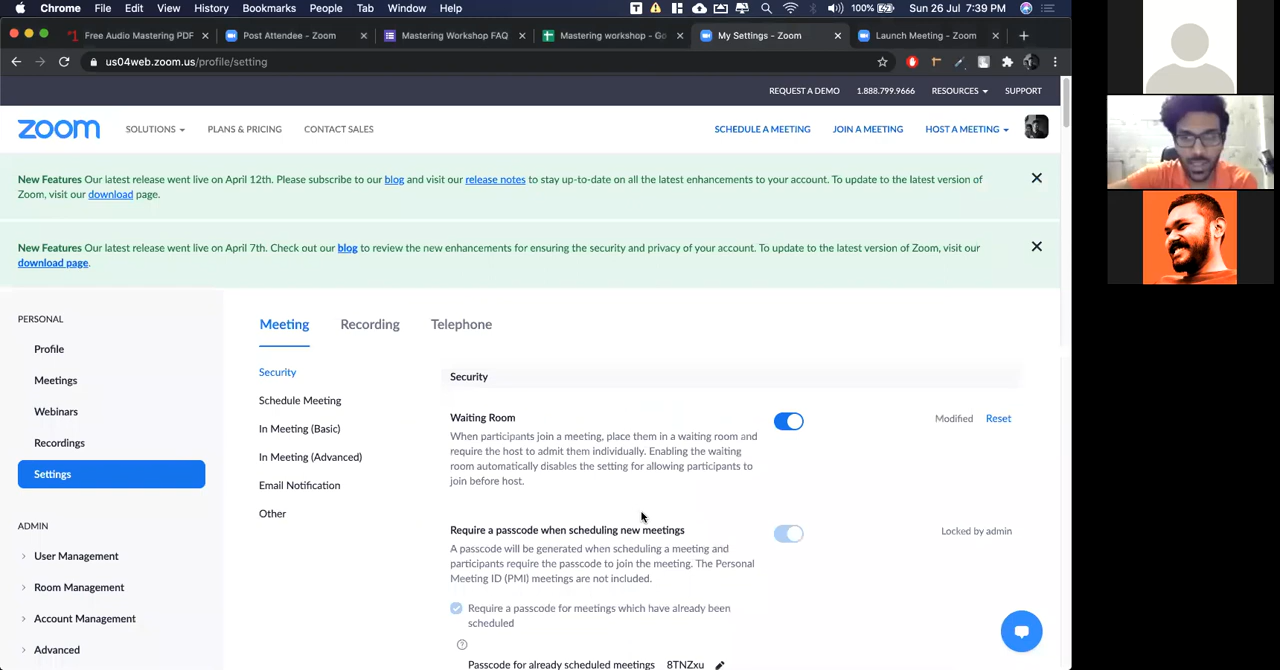 Chrome File Edit View History Bookmarks People Tab Window Help 100% Sun 26 Jul 7:39 PM
Free Audio Mastering PDF Post Attendee - Zoom Mastering Workshop FAQ Mastering workshop - Go My Settings - Zoom Launch Meeting - Zoom
us04web.zoom.us/profile/setting
REQUEST A DEMO 1.888.799.9666 RESOURCES SUPPORT
zoom SOLUTIONS PLANS & PRICING CONTACT SALES SCHEDULE A MEETING JOIN A MEETING HOST A MEETING
New Features Our latest release went live on April 12th. Please subscribe to our blog and visit our release notes to stay up-to-date on all the latest enhancements to your account. To update to the latest version of
Zoom, visit our download page.
New Features Our latest release went live on April 7th. Check out our blog to review the new enhancements for ensuring the security and privacy of your account. To update to the latest version of Zoom, visit our
download page.
PERSONAL
Profile
Meetings
Webinars
Recordings
Settings
ADMIN
User Management
Room Management
Account Management
Advanced
Meeting Recording Telephone
Security
Schedule Meeting
In Meeting (Basic)
In Meeting (Advanced)
Email Notification
Other
Security
Waiting Room Modified Reset
When participants join a meeting, place them in a waiting room and
require the host to admit them individually. Enabling the waiting
room automatically disables the setting for allowing participants to
join before host.
Require a passcode when scheduling new meetings Locked by admin
A passcode will be generated when scheduling a meeting and
participants require the passcode to join the meeting. The Personal
Meeting ID (PMI) meetings are not included.
Require a passcode for meetings which have already been
scheduled
Passcode for already scheduled meetings 8TNZxu